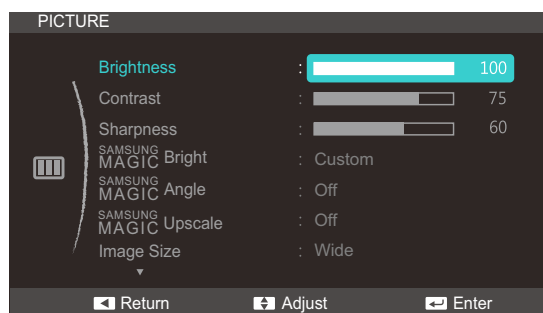 PICTURE
Brightness : 100
Contrast : 75
Sharpness : 60
SAMSUNG MAGIC Bright : Custom
SAMSUNG MAGIC Angle : Off
SAMSUNG MAGIC Upscale : Off
Image Size : Wide
Return Adjust Enter